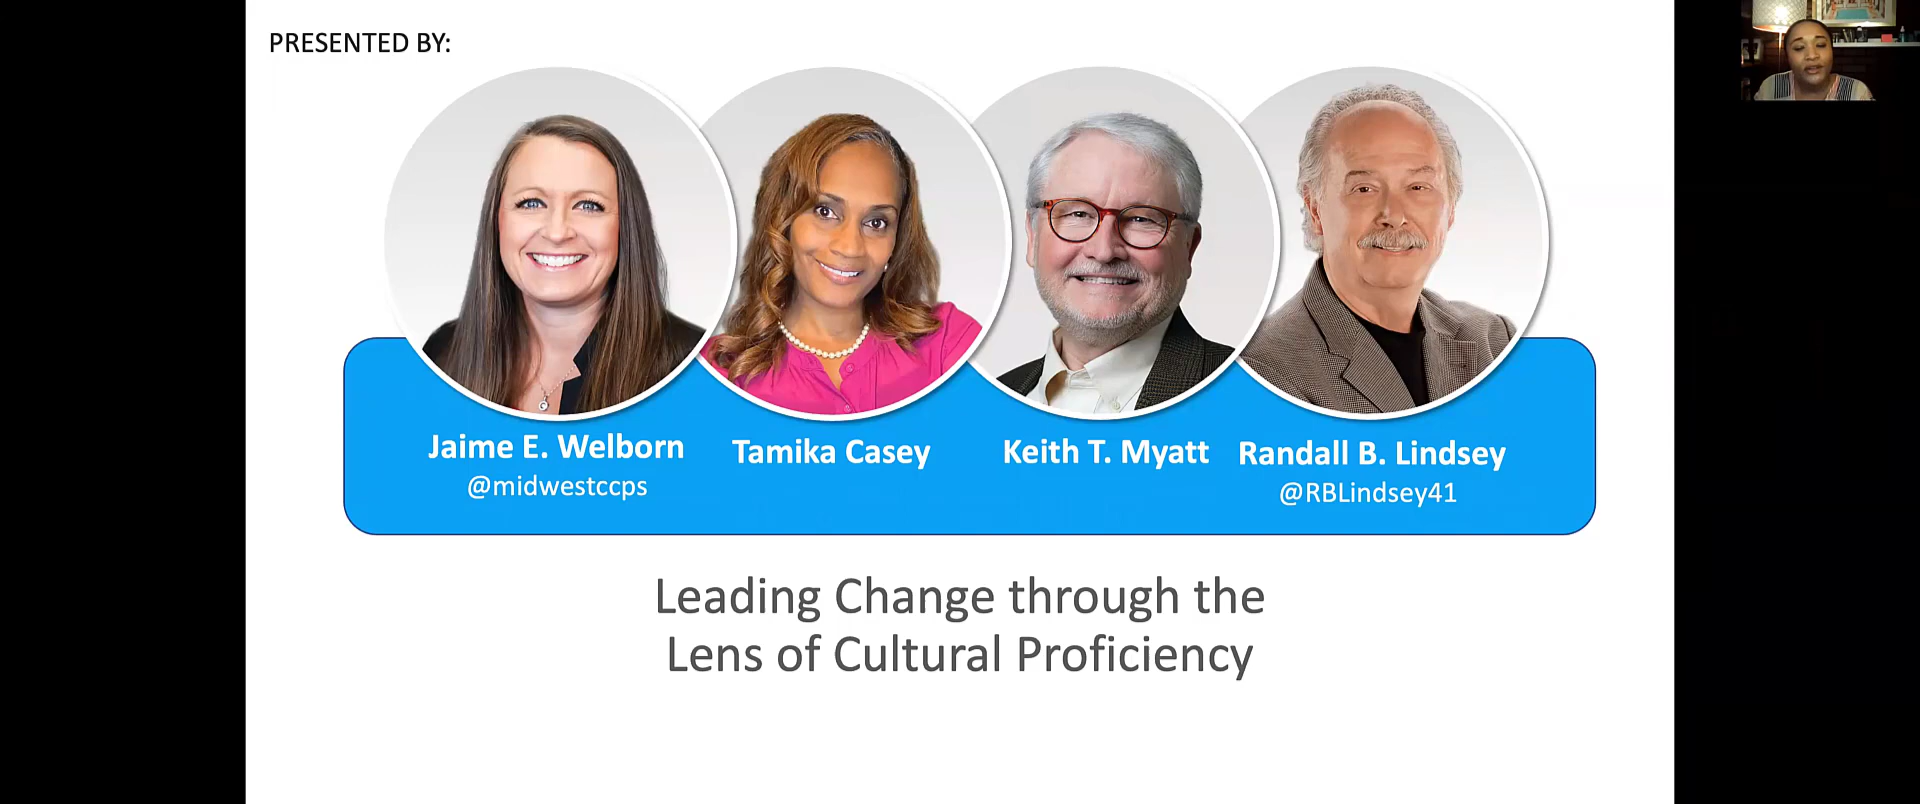 PRESENTED BY:
Jaime E. Welborn
@midwestccps
Tamika Casey
Keith T. Myatt
Randall B. Lindsey
@RBLindsey41
Leading Change through the
Lens of Cultural Proficiency